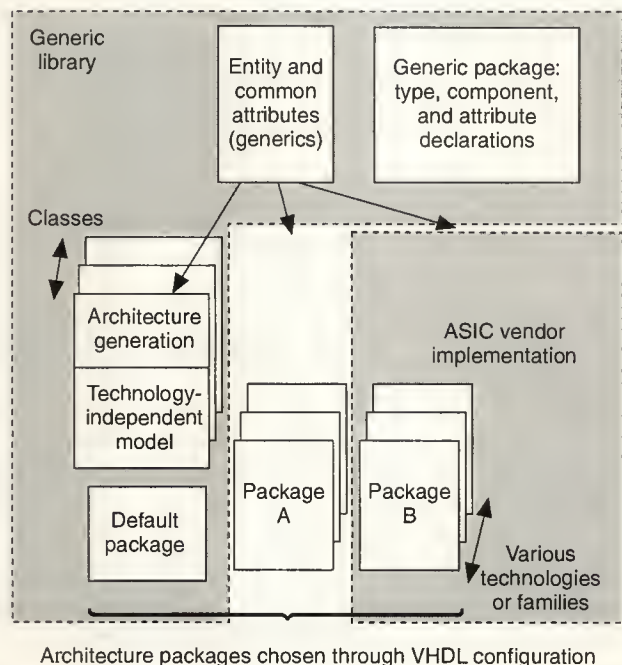 Generic
library
Entity and
common
attributes
(generics)
Generic package:
type, component,
and attribute
declarations
Classes
Architecture
generation
Technology-
independent
model
ASIC vendor
implementation
Default
package
Package
A
Package
B
Various
technologies
or families
Architecture packages chosen through VHDL configuration